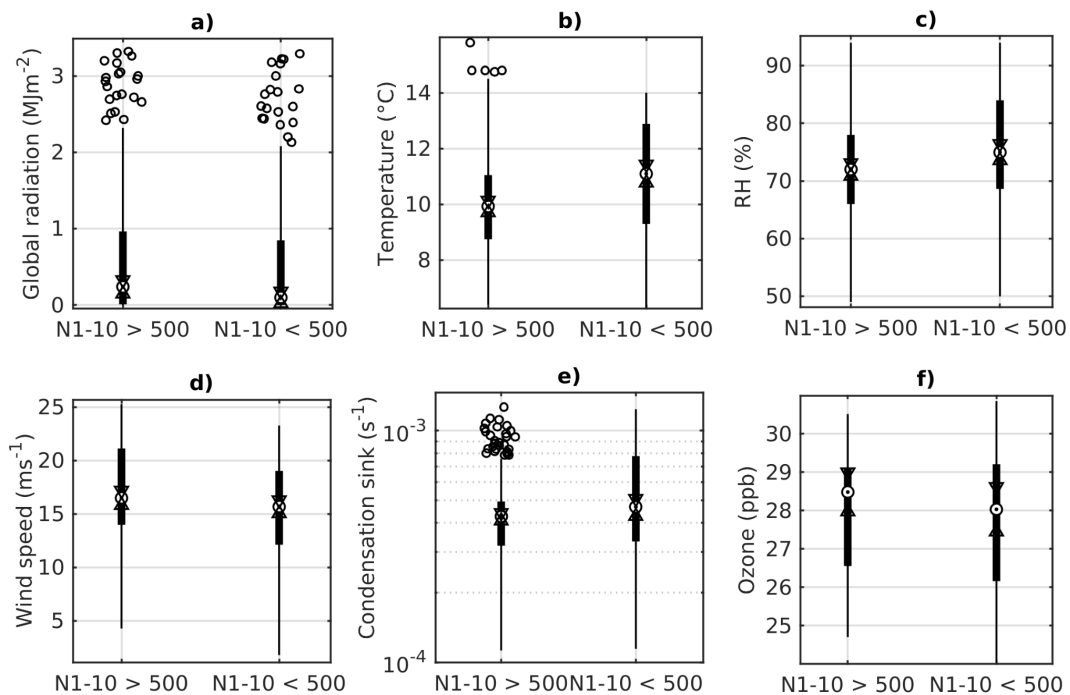 a)
Global radiation (MJm⁻²)
3
2
1
0
N1-10 > 500 N1-10 < 500
b)
Temperature (°C)
14
12
10
8
N1-10 > 500 N1-10 < 500
c)
RH (%)
90
80
70
60
50
N1-10 > 500 N1-10 < 500
d)
Wind speed (ms⁻¹)
25
20
15
10
5
N1-10 > 500 N1-10 < 500
e)
Condensation sink (s⁻¹)
10⁻³
10⁻⁴
N1-10 > 500 N1-10 < 500
f)
Ozone (ppb)
30
29
28
27
26
25
N1-10 > 500 N1-10 < 500